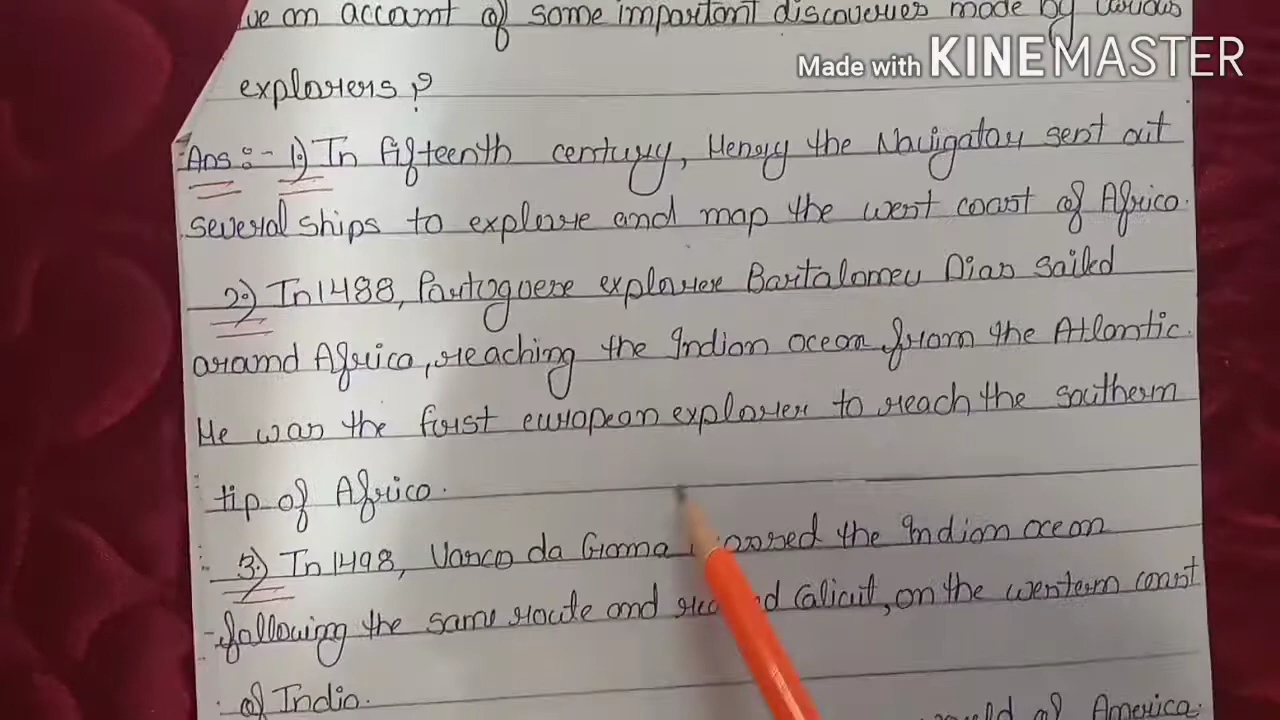 ve an account of some important discoveries made by various
Made with KINEMASTER
explorers?
Ans:- 1) In fifteenth century, Henry the Navigator sent out
several ships to explore and map the west coast of Africa.
2) In 1488, Portuguese explorer Bartalomeu Dias sailed
around Africa, reaching the Indian ocean from the Atlantic.
He was the first european explorer to reach the southern
tip of Africa.
3) In 1498, Vasco da Gama the Indian ocean
following the same route and Calicut, on the western coast
of India.
of America.